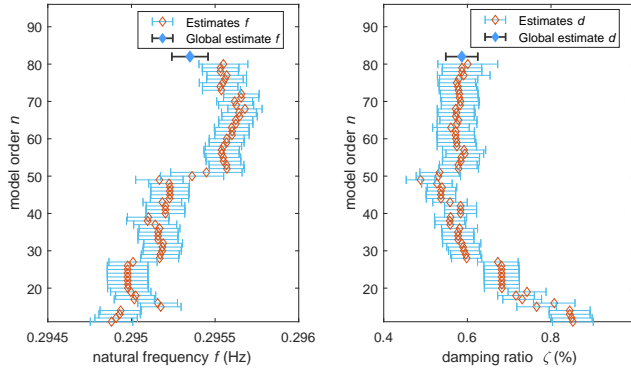 Estimates f
Global estimate f
90
80
70
60
50
40
30
20
model order n
0.2945
0.295
0.2955
0.296
natural frequency f (Hz)
Estimates d
Global estimate d
90
80
70
60
50
40
30
20
model order n
0.4
0.6
0.8
damping ratio ζ (%)